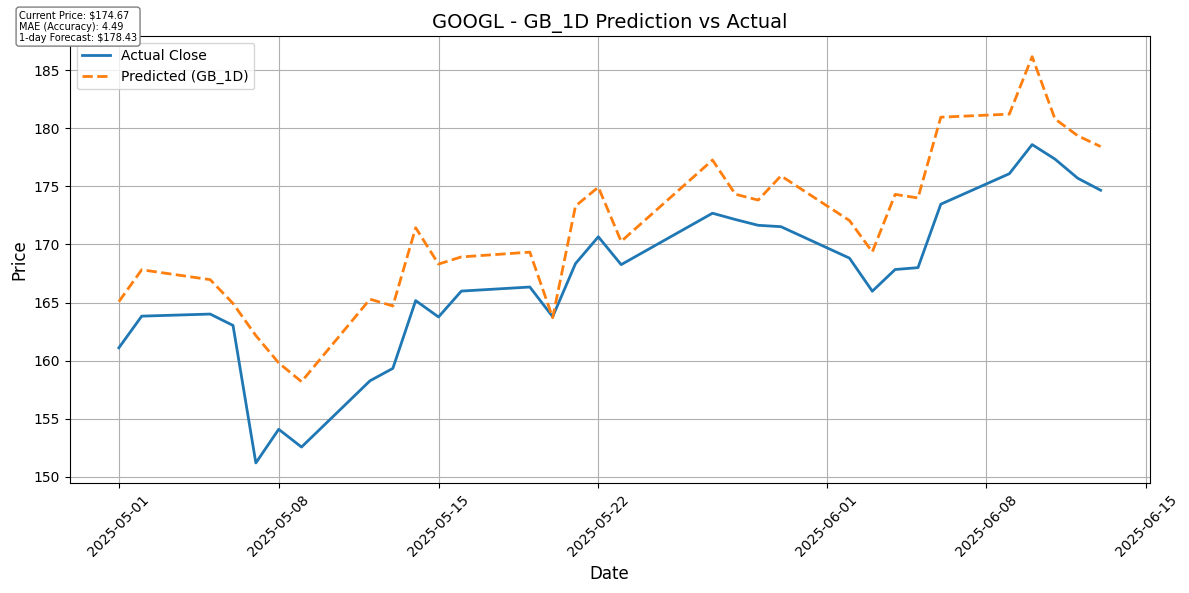 GOOGL - GB_1D Prediction vs Actual
Current Price: $174.67
MAE (Accuracy): 4.49
1-day Forecast: $178.43
Actual Close
Predicted (GB_1D)
Price
185
180
175
170
165
160
155
150
2025-05-01
2025-05-08
2025-05-15
2025-05-22
2025-06-01
2025-06-08
2025-06-15
Date